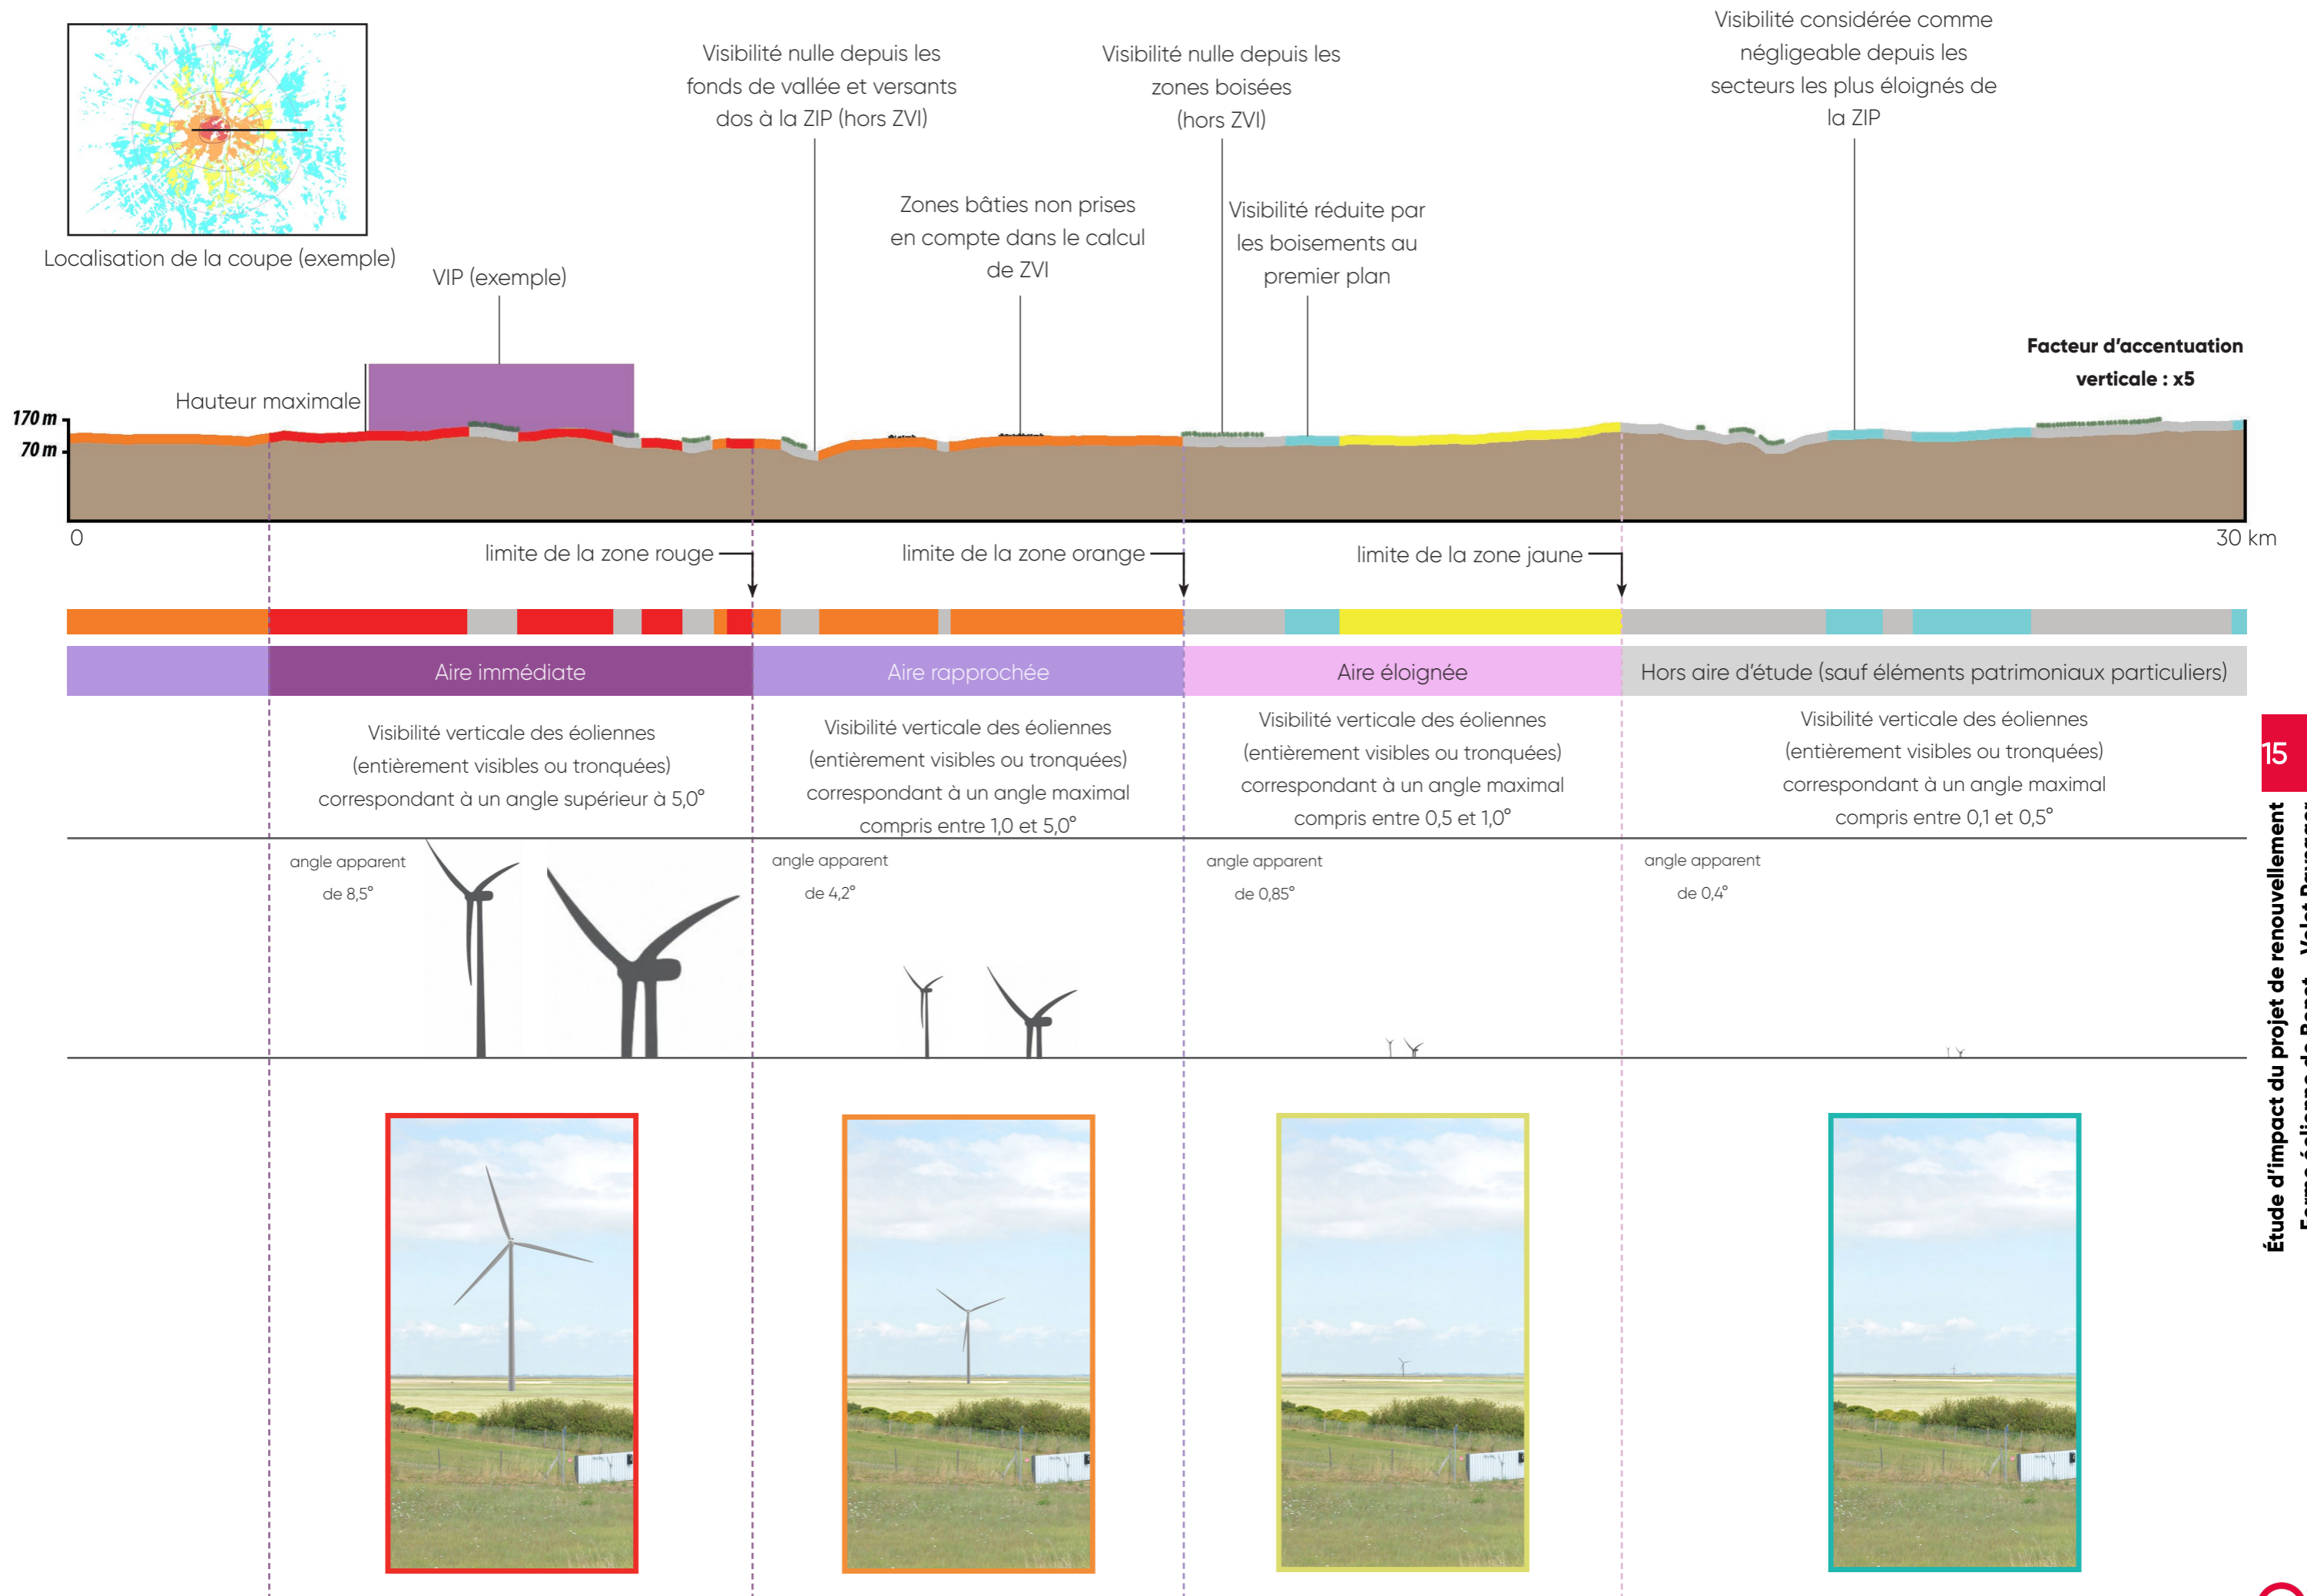 Localisation de la coupe (exemple)
VIP (exemple)
Visibilité nulle depuis les
fonds de vallée et versants
dos à la ZIP (hors ZVI)
Zones bâties non prises
en compte dans le calcul
de ZVI
Visibilité nulle depuis les
zones boisées
(hors ZVI)
Visibilité réduite par
les boisements au
premier plan
Visibilité considérée comme
négligeable depuis les
secteurs les plus éloignés de
la ZIP
Facteur d'accentuation
verticale : x5
Hauteur maximale
170 m
70 m
0
30 km
limite de la zone rouge
limite de la zone orange
limite de la zone jaune
Aire immédiate
Aire rapprochée
Aire éloignée
Hors aire d'étude (sauf éléments patrimoniaux particuliers)
Visibilité verticale des éoliennes
(entièrement visibles ou tronquées)
correspondant à un angle supérieur à 5,0°
Visibilité verticale des éoliennes
(entièrement visibles ou tronquées)
correspondant à un angle maximal
compris entre 1,0 et 5,0°
Visibilité verticale des éoliennes
(entièrement visibles ou tronquées)
correspondant à un angle maximal
compris entre 0,5 et 1,0°
Visibilité verticale des éoliennes
(entièrement visibles ou tronquées)
correspondant à un angle maximal
compris entre 0,1 et 0,5°
angle apparent
de 8,5°
angle apparent
de 4,2°
angle apparent
de 0,85°
angle apparent
de 0,4°
15
Étude d'impact du projet de renouvellement